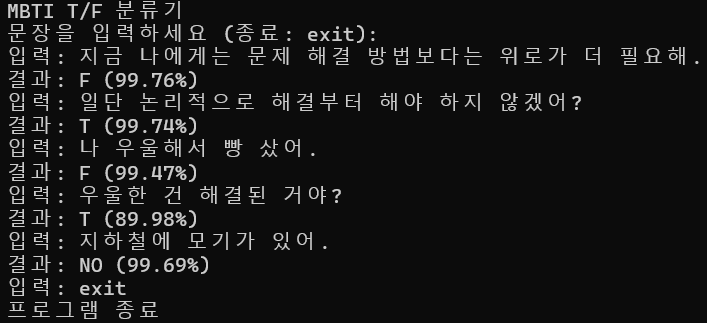 MBTI T/F 분류기
문장을 입력하세요 (종료: exit):
입력: 지금 나에게는 문제 해결 방법보다는 위로가 더 필요해.
결과: F (99.76%)
입력: 일단 논리적으로 해결부터 해야 하지 않겠어?
결과: T (99.74%)
입력: 나 우울해서 빵 샀어.
결과: F (99.47%)
입력: 우울한 건 해결된 거야?
결과: T (89.98%)
입력: 지하철에 모기가 있어.
결과: NO (99.69%)
입력: exit
프로그램 종료